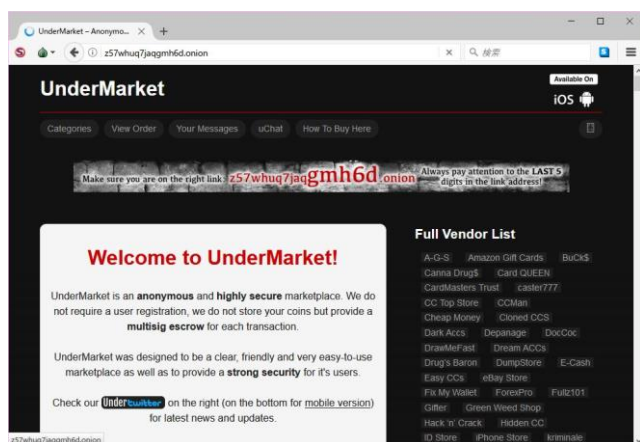 UnderMarket – Anonymo...
z57whuq7jaqgmh6d.onion
検索
UnderMarket
Available On
iOS
Categories View Order Your Messages uChat How To Buy Here
Make sure you are on the right link: z57whuq7jaqgmh6d.onion Always pay attention to the LAST 5
digits in the link address!
Welcome to UnderMarket!
UnderMarket is an anonymous and highly secure marketplace. We do
not require a user registration, we do not store your coins but provide a
multisig escrow for each transaction.
UnderMarket was designed to be a clear, friendly and very easy-to-use
marketplace as well as to provide a strong security for it's users.
Check our Undertwitter on the right (on the bottom for mobile version)
for latest news and updates.
Full Vendor List
A-G-S Amazon Gift Cards BuCk$
Canna Drug$ Card QUEEN
CardMasters Trust caster777
CC Top Store CCMan
Cheap Money Cloned CCS
Dark Accs Depanage DocCoc
DrawMeFast Dream ACCs
Drug's Baron DumpStore E-Cash
Easy CCs eBay Store
Fix My Wallet ForexPro Fullz101
Gifter Green Weed Shop
Hack 'n' Crack Hidden CC
ID Store iPhone Store kriminale
z57whuq7jaqgmh6d.onion